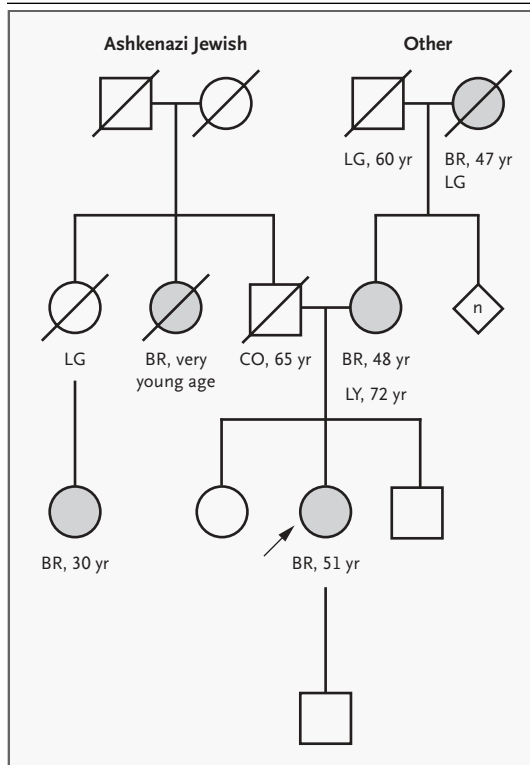 Ashkenazi Jewish
Other
LG, 60 yr
BR, 47 yr
LG
n
LG
BR, very
young age
CO, 65 yr
BR, 48 yr
LY, 72 yr
BR, 30 yr
BR, 51 yr